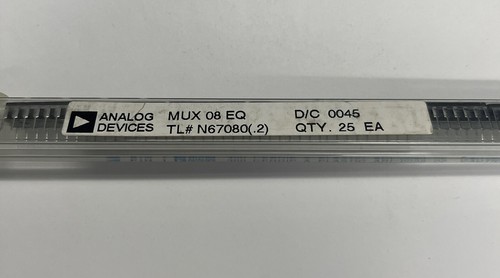 ANALOG DEVICES MUX 08 EQ D/C 0045
TL# N67080(.2) QTY. 25 EA